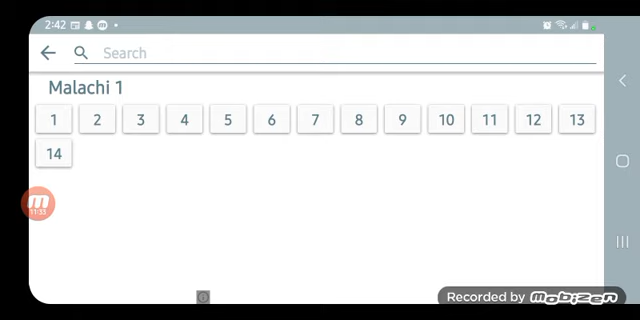 2:42
Search
Malachi 1
1 2 3 4 5 6 7 8 9 10 11 12 13
14
m
11:33
Recorded by MOBIZEN